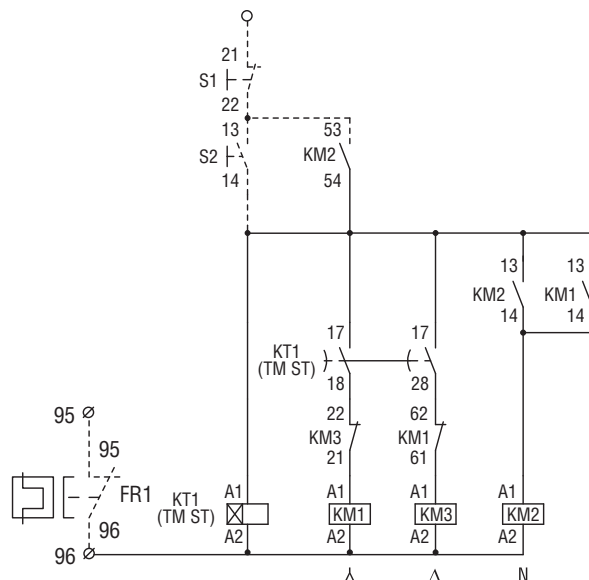 21
S1
22
13
53
S2
KM2
14
54
13
13
KM2
KM1
14
14
17
17
KT1
(TM ST)
18
28
22
62
95
KM3
KM1
95
21
61
FR1
KT1
(TM ST)
A1
A1
A1
A1
KM1
KM3
KM2
96
A2
A2
A2
A2
96
N